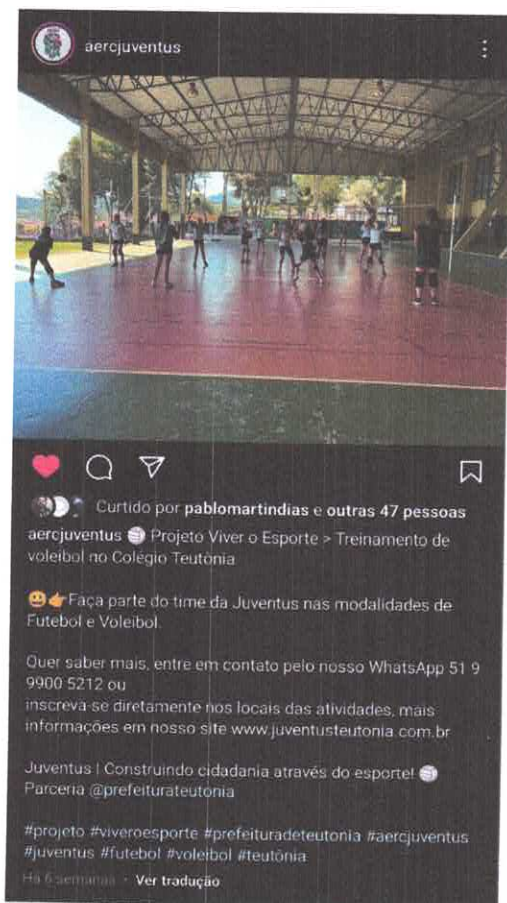 aercjuventus
Curtido por pablomartindias e outras 47 pessoas
aercjuventus 🏐 Projeto Viver o Esporte > Treinamento de
voleibol no Colégio Teutônia
😀👉Faça parte do time da Juventus nas modalidades de
Futebol e Voleibol.
Quer saber mais, entre em contato pelo nosso WhatsApp 51 9
9900 5212 ou
inscreva-se diretamente nos locais das atividades, mais
informações em nosso site www.juventusteutonia.com.br
Juventus | Construindo cidadania através do esporte! 🏐
Parceria @prefeiturateutonia
#projeto #viveroesporte #prefeituradeteutonia #aercjuventus
#juventus #futebol #voleibol #teutônia
Há 6 semanas · Ver tradução